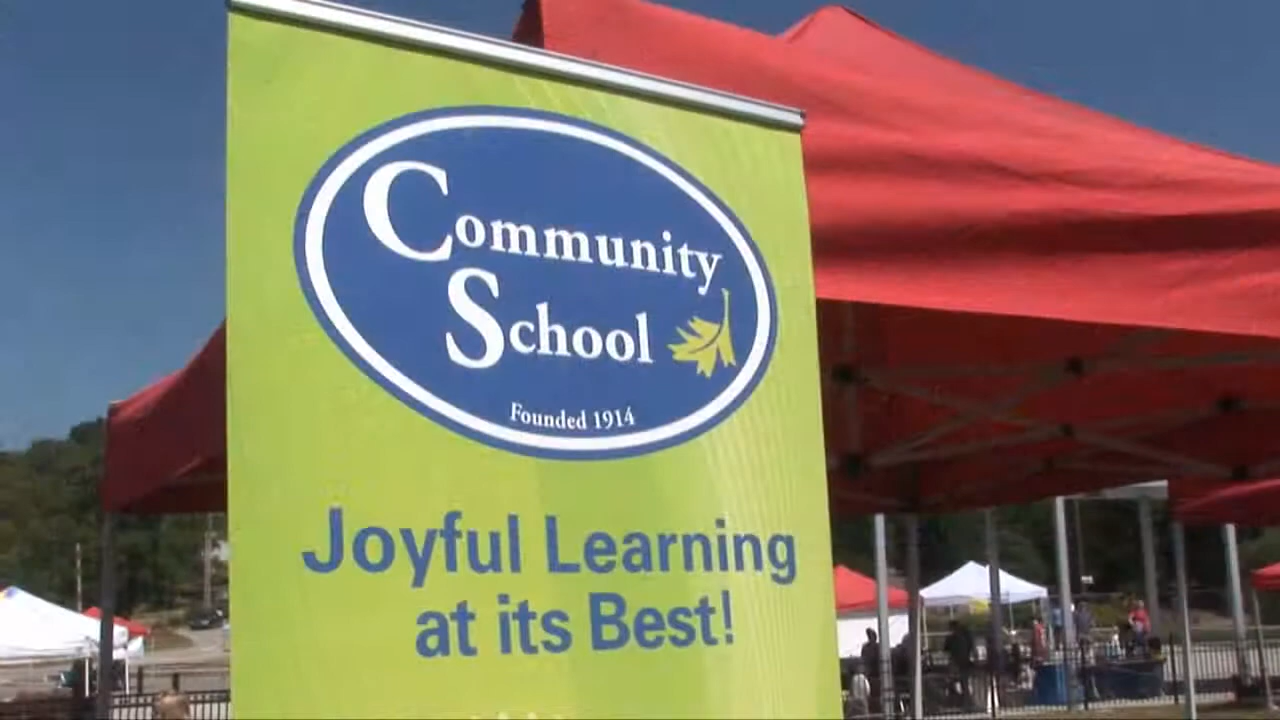 Community
School
Founded 1914
Joyful Learning
at its Best!